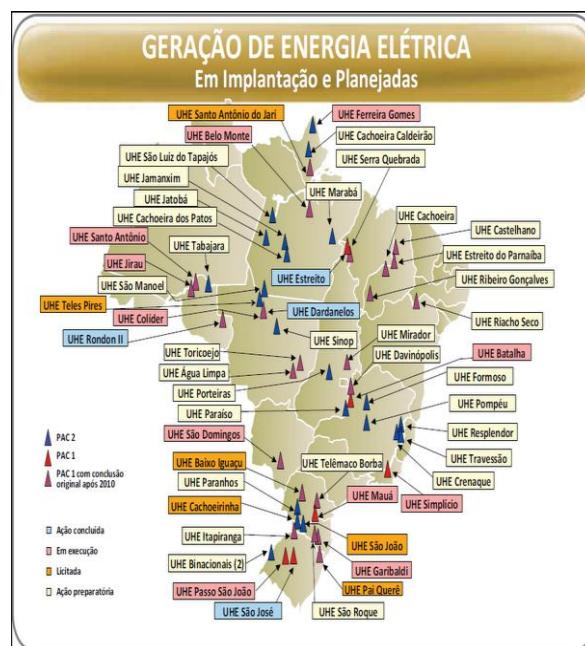 GERAÇÃO DE ENERGIA ELÉTRICA
Em Implantação e Planejadas
UHE Santo Antônio do Jari
UHE Ferreira Gomes
UHE Belo Monte
UHE Cachoeira Caldeirão
UHE São Luiz do Tapajós
UHE Serra Quebrada
UHE Jamanxim
UHE Marabá
UHE Jatobá
UHE Cachoeira
UHE Cachoeira dos Patos
UHE Castelhano
UHE Santo Antônio
UHE Tabajara
UHE Estreito do Parnaíba
UHE Jirau
UHE Estreito
UHE Ribeiro Gonçalves
UHE São Manoel
UHE Teles Pires
UHE Riacho Seco
UHE Colíder
UHE Dardanelos
UHE Rondon II
UHE Sinop
UHE Mirador
UHE Toricoejo
UHE Davinópolis
UHE Batalha
UHE Água Limpa
UHE Formoso
UHE Porteiras
UHE Pompéu
UHE Paraíso
UHE Resplendor
UHE São Domingos
UHE Travessão
UHE Baixo Iguaçu
UHE Telêmaco Borba
UHE Crenaque
UHE Paranhos
UHE Mauá
UHE Simplício
UHE Cachoeirinha
UHE Itapiranga
UHE São João
UHE Binacionais (2)
UHE Garibaldi
UHE Passo São João
UHE Pai Querê
UHE São José
UHE São Roque
PAC 2
PAC 1
PAC 1 com conclusão
original após 2010
Ação concluída
Em execução
Licitada
Ação preparatória